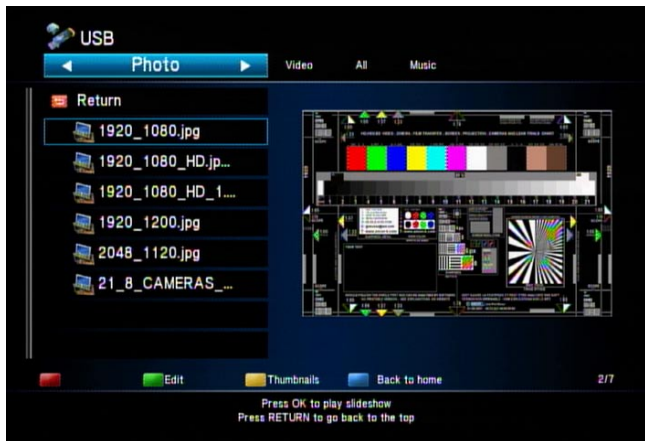 USB
Photo
Video
All
Music
Return
1920_1080.jpg
1920_1080_HD.jp...
1920_1080_HD_1....
1920_1200.jpg
2048_1120.jpg
21_8_CAMERAS_...
Edit
Thumbnails
Back to home
2/7
Press OK to play slideshow
Press RETURN to go back to the top